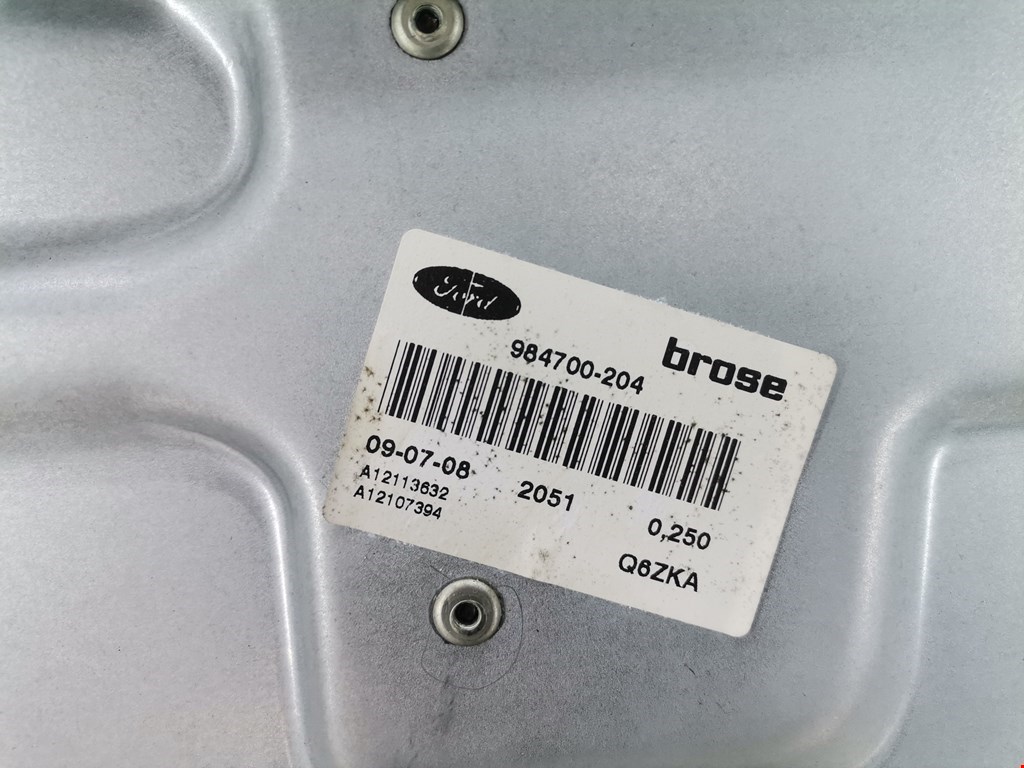 Ford
brose
984700-204
09-07-08
2051
0,250
A12113632
A12107394
Q6ZKA